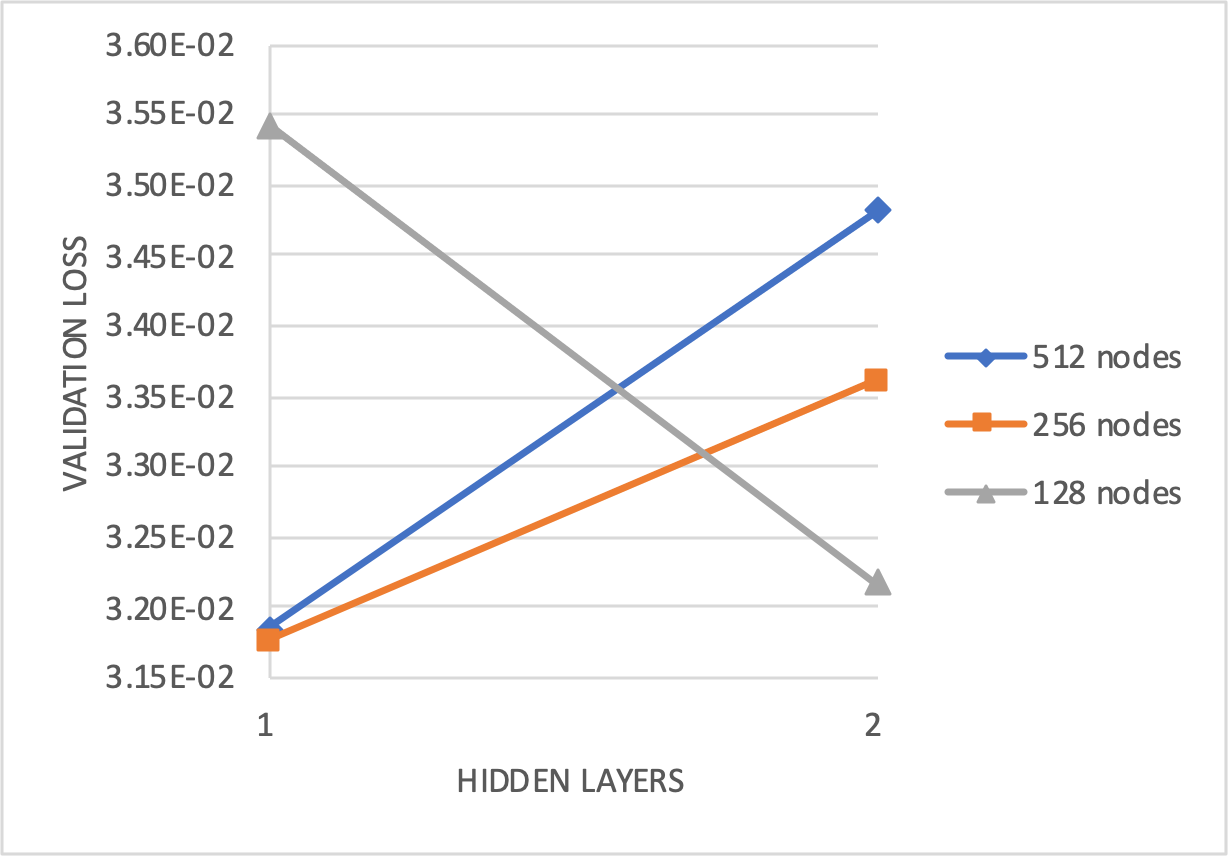 3.60E-02
3.55E-02
3.50E-02
3.45E-02
3.40E-02
3.35E-02
3.30E-02
3.25E-02
3.20E-02
3.15E-02
VALIDATION LOSS
1
2
HIDDEN LAYERS
512 nodes
256 nodes
128 nodes